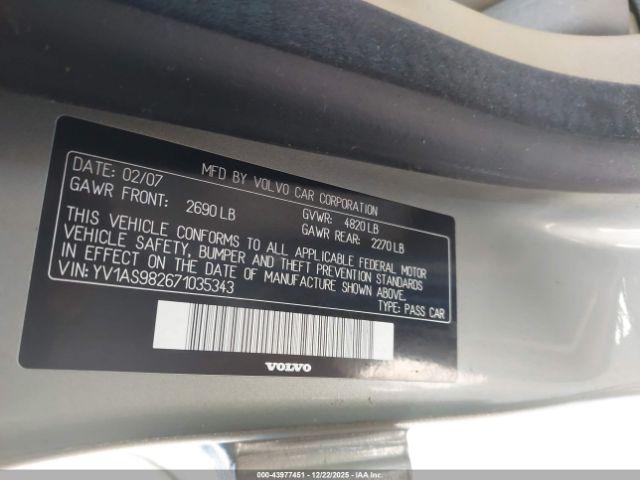 DATE: 02/07 MFD BY VOLVO CAR CORPORATION
GAWR FRONT: 2690 LB GVWR: 4820 LB
GAWR REAR: 2270 LB
THIS VEHICLE CONFORMS TO ALL APPLICABLE FEDERAL MOTOR
VEHICLE SAFETY, BUMPER AND THEFT PREVENTION STANDARDS
IN EFFECT ON THE DATE OF MANUFACTURE SHOWN ABOVE.
VIN: YV1AS982671035343 TYPE: PASS CAR
VOLVO
000-43977451 - 12/22/2025 - IAA Inc.